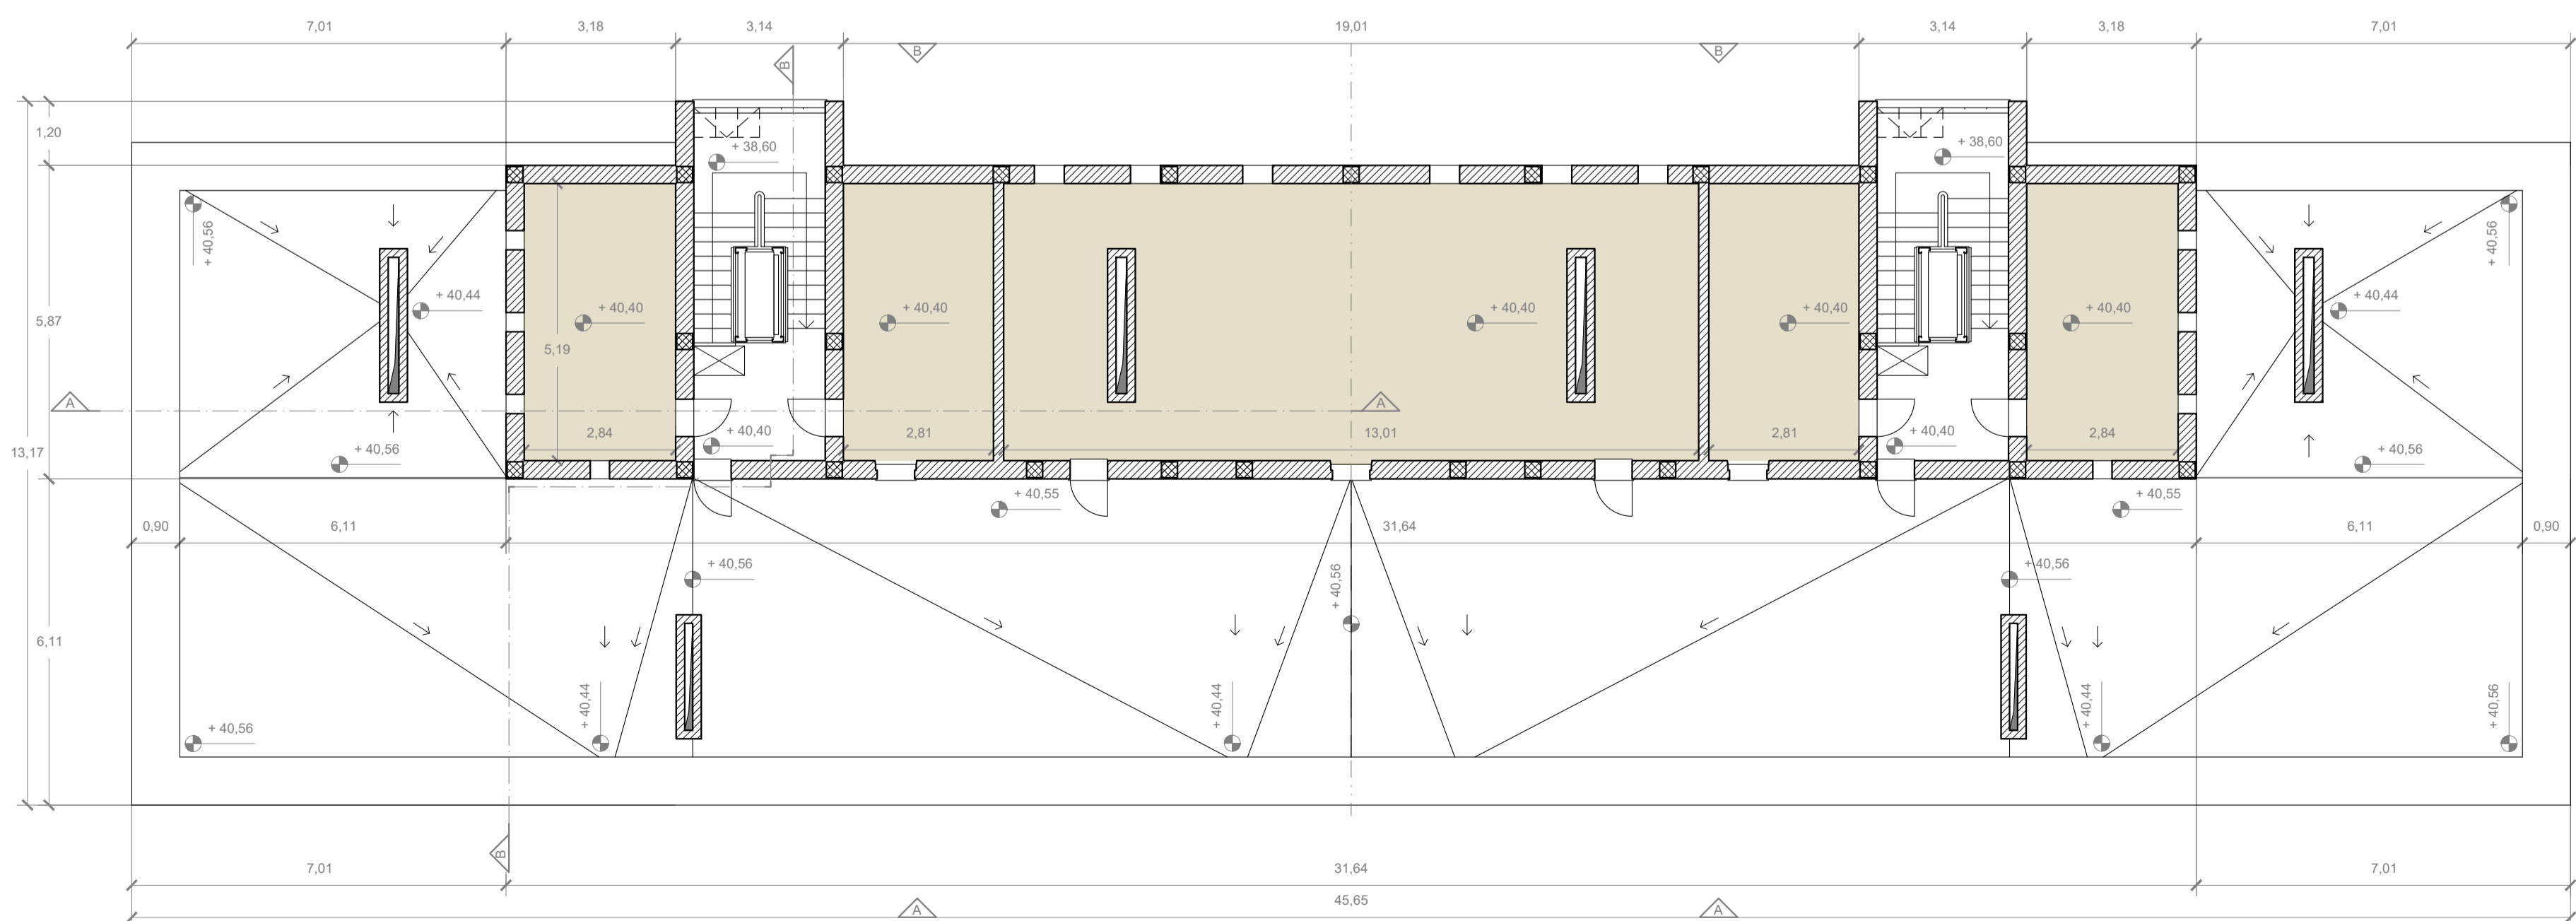 7,01 3,18 3,14 19,01 3,14 3,18 7,01
B B
B
1,20
+ 38,60 + 38,60
+ 40,56 + 40,56
+ 40,44 + 40,44
+ 40,40 + 40,40 + 40,40 + 40,40 + 40,40
5,87
5,19
A A
2,84 2,81 13,01 2,81 2,84
+ 40,40 + 40,40
13,17
+ 40,56 + 40,56
+ 40,55 + 40,55
0,90 6,11 31,64 6,11 0,90
+ 40,56 + 40,56 + 40,56
6,11
+ 40,44 + 40,44 + 40,44 + 40,56
+ 40,56
B
7,01 31,64 7,01
45,65
A A